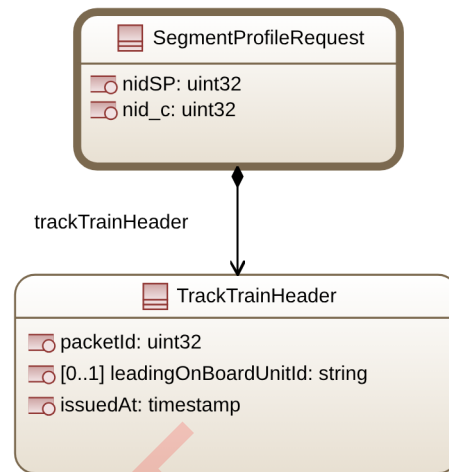 SegmentProfileRequest
nidSP: uint32
nid_c: uint32
trackTrainHeader
TrackTrainHeader
packetId: uint32
[0..1] leadingOnBoardUnitId: string
issuedAt: timestamp